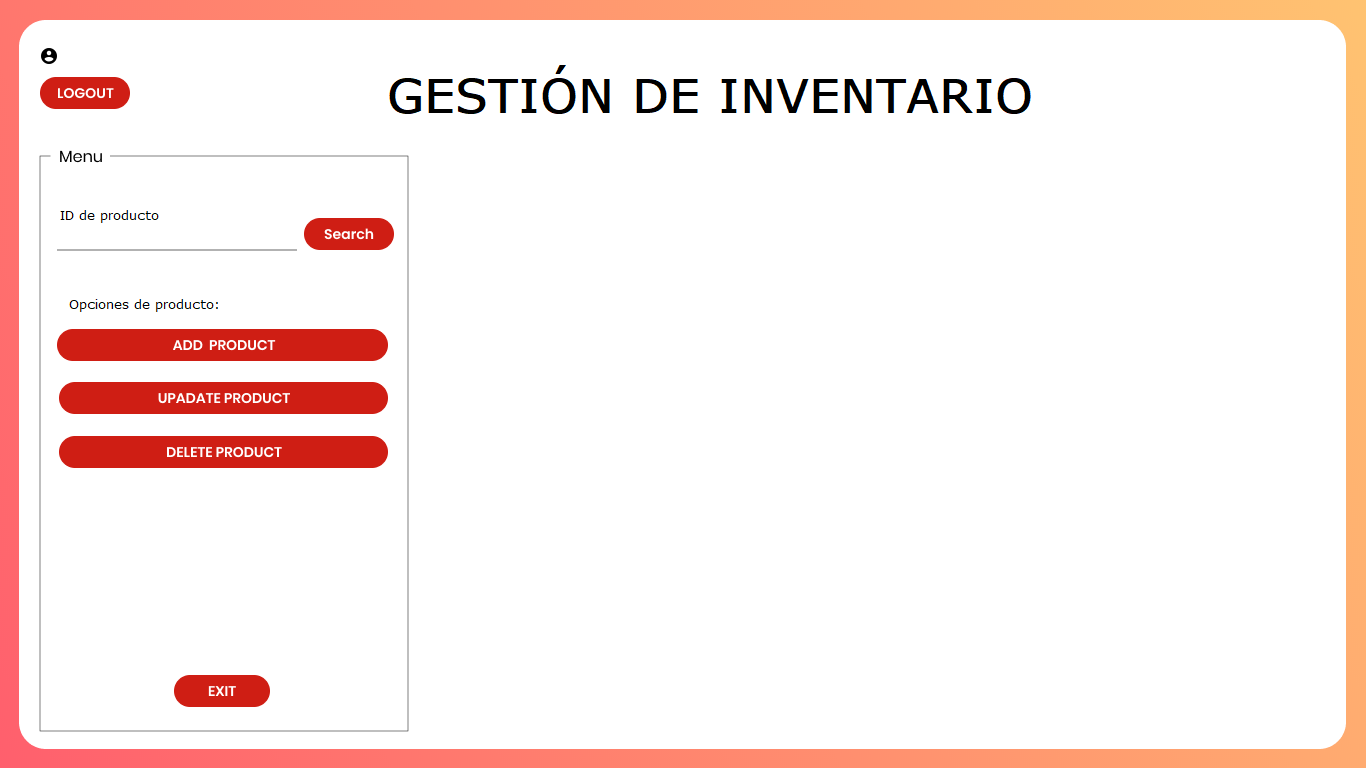 LOGOUT
GESTIÓN DE INVENTARIO
Menu
ID de producto
Search
Opciones de producto:
ADD PRODUCT
UPADATE PRODUCT
DELETE PRODUCT
EXIT